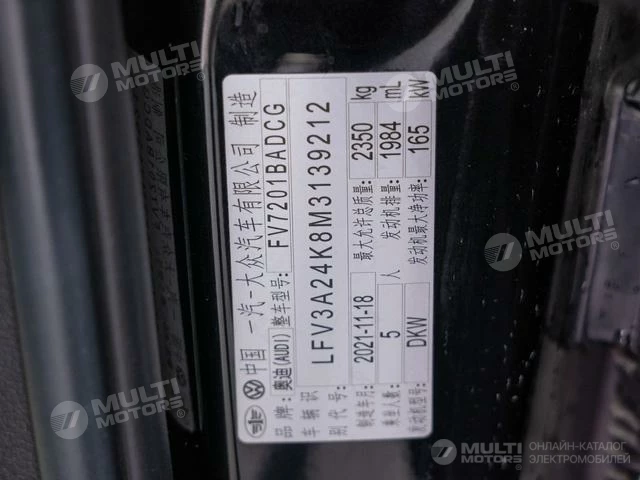 中国 一汽-大众汽车有限公司 制造
品牌:奥迪(AUDI) 整车型号: FV7201BADCG
车辆识
别代号: LFV3A24K8M3139212
制造年月: 2021-11-18 最大允许总质量: 2350 kg
乘坐人数: 5 人 发动机排量: 1984 mL
发动机型号: DKW 发动机最大净功率: 165 kW
MULTI
MOTORS
MULTI
MOTORS
MULTI
MOTORS
MULTI
MOTORS
MULTI
MOTORS
MULTI
MOTORS
MULTI
MOTORS
ОНЛАЙН-КАТАЛОГ
ЭЛЕКТРОМОБИЛЕЙ